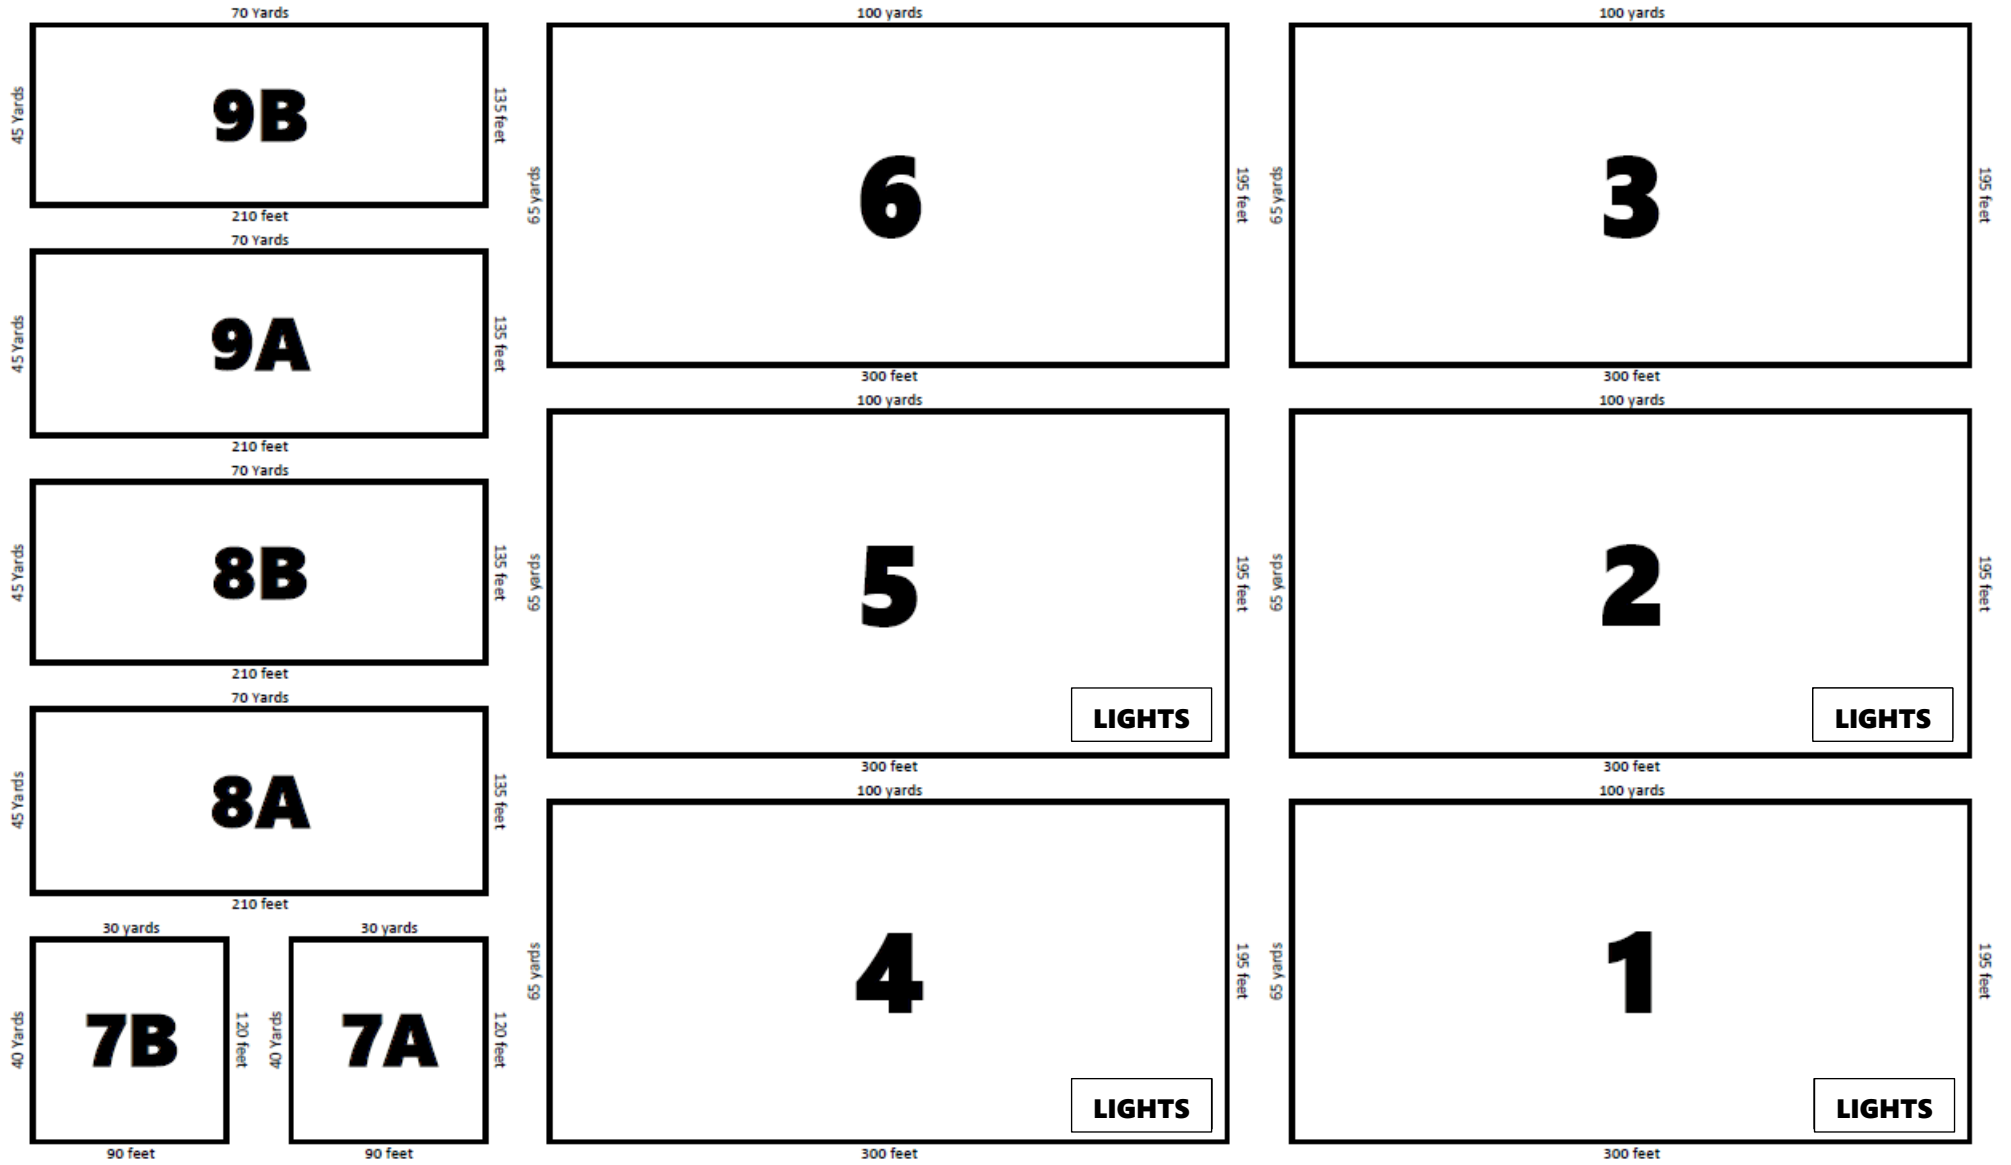 70 Yards
45 Yards
9B
135 feet
210 feet
70 Yards
45 Yards
9A
135 feet
210 feet
70 Yards
45 Yards
8B
135 feet
210 feet
70 Yards
45 Yards
8A
135 feet
210 feet
30 yards
40 Yards
7B
120 feet
90 feet
30 yards
40 Yards
7A
120 feet
90 feet
100 yards
65 yards
6
195 feet
300 feet
100 yards
65 yards
5
195 feet
LIGHTS
300 feet
100 yards
65 yards
4
195 feet
LIGHTS
300 feet
100 yards
65 yards
3
195 feet
300 feet
100 yards
65 yards
2
195 feet
LIGHTS
300 feet
100 yards
65 yards
1
195 feet
LIGHTS
300 feet